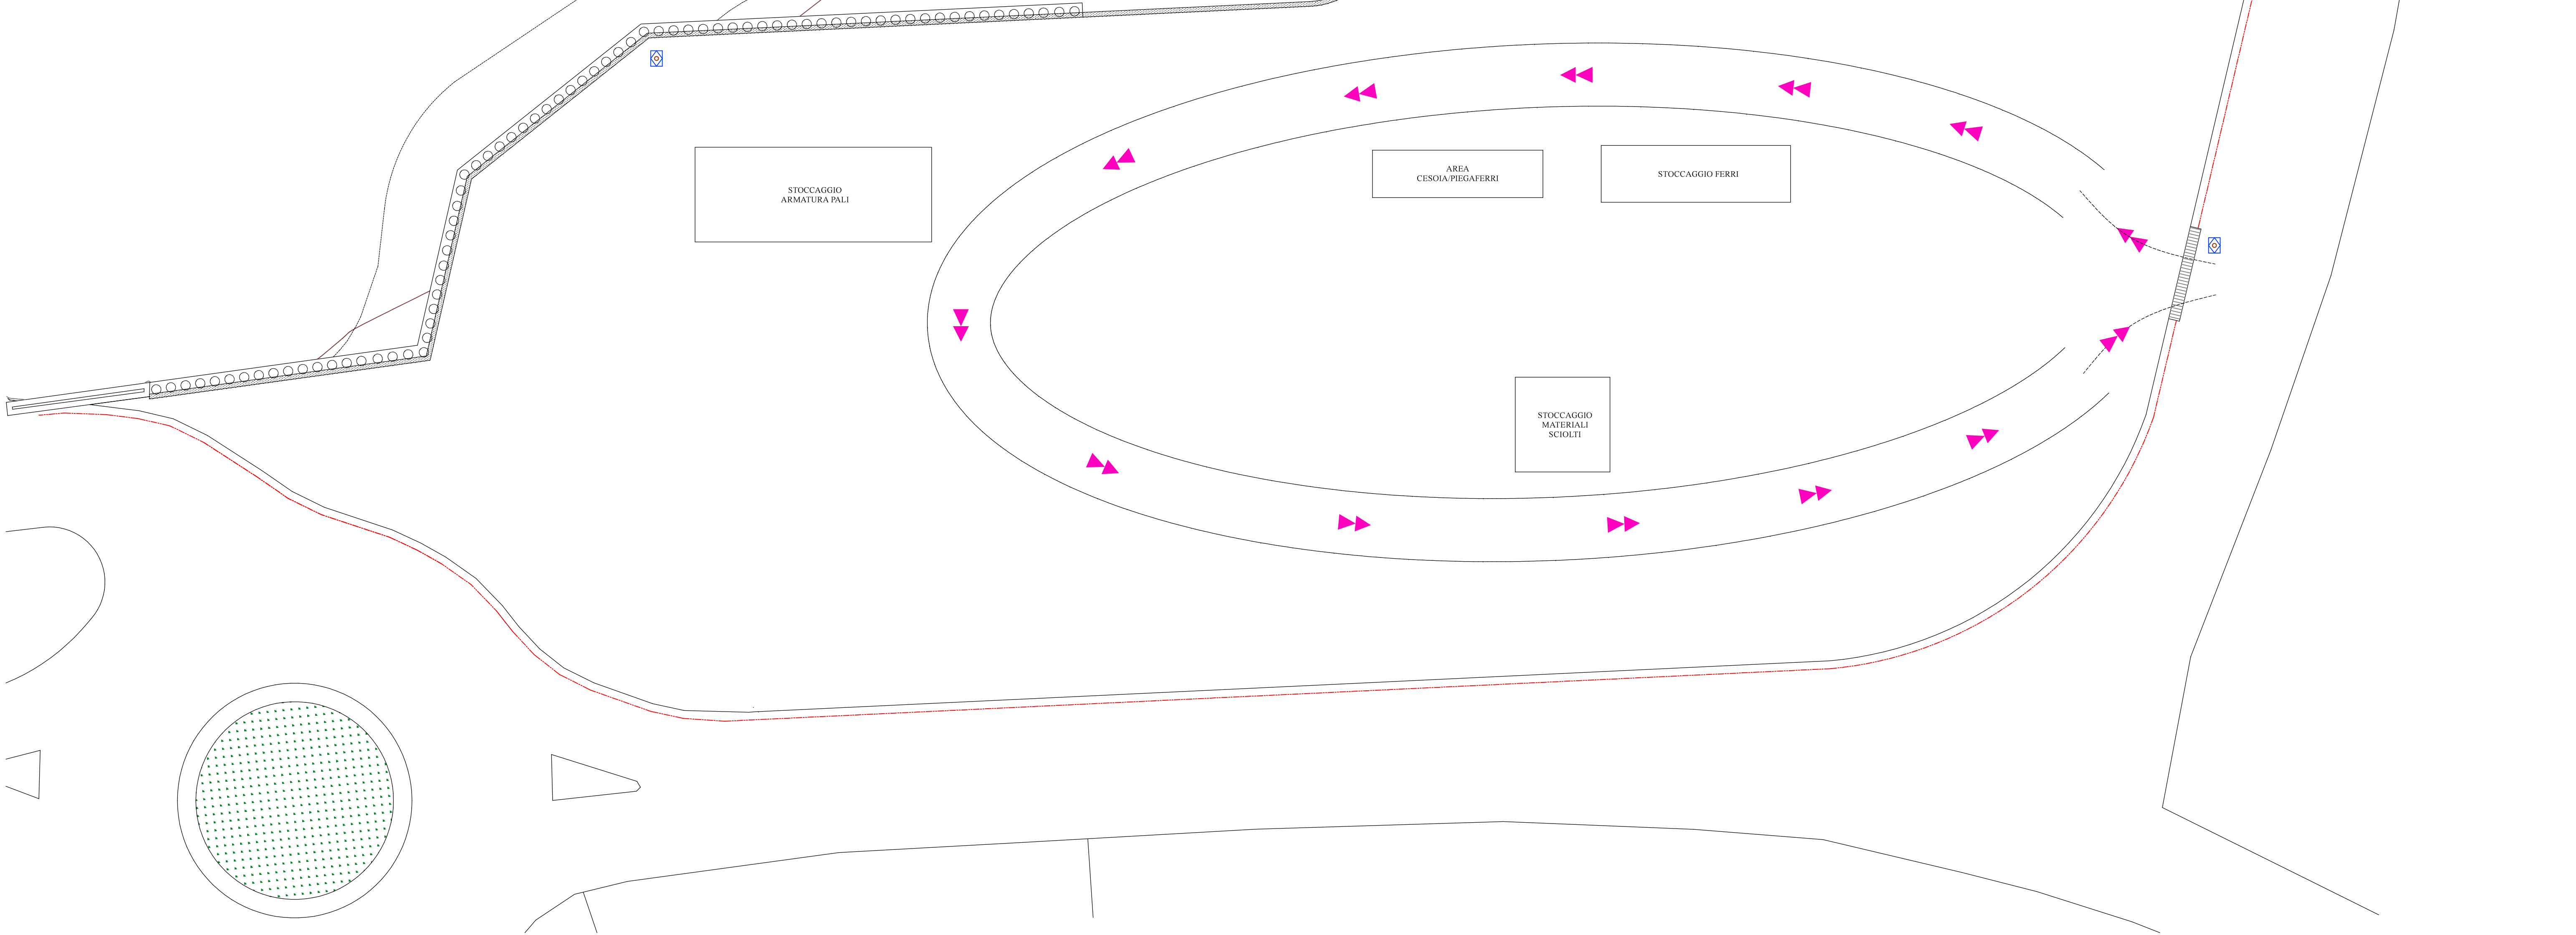 STOCCAGGIO
ARMATURA PALI
AREA
CESOIA/PIEGAFERRI
STOCCAGGIO FERRI
STOCCAGGIO
MATERIALI
SCIOLTI